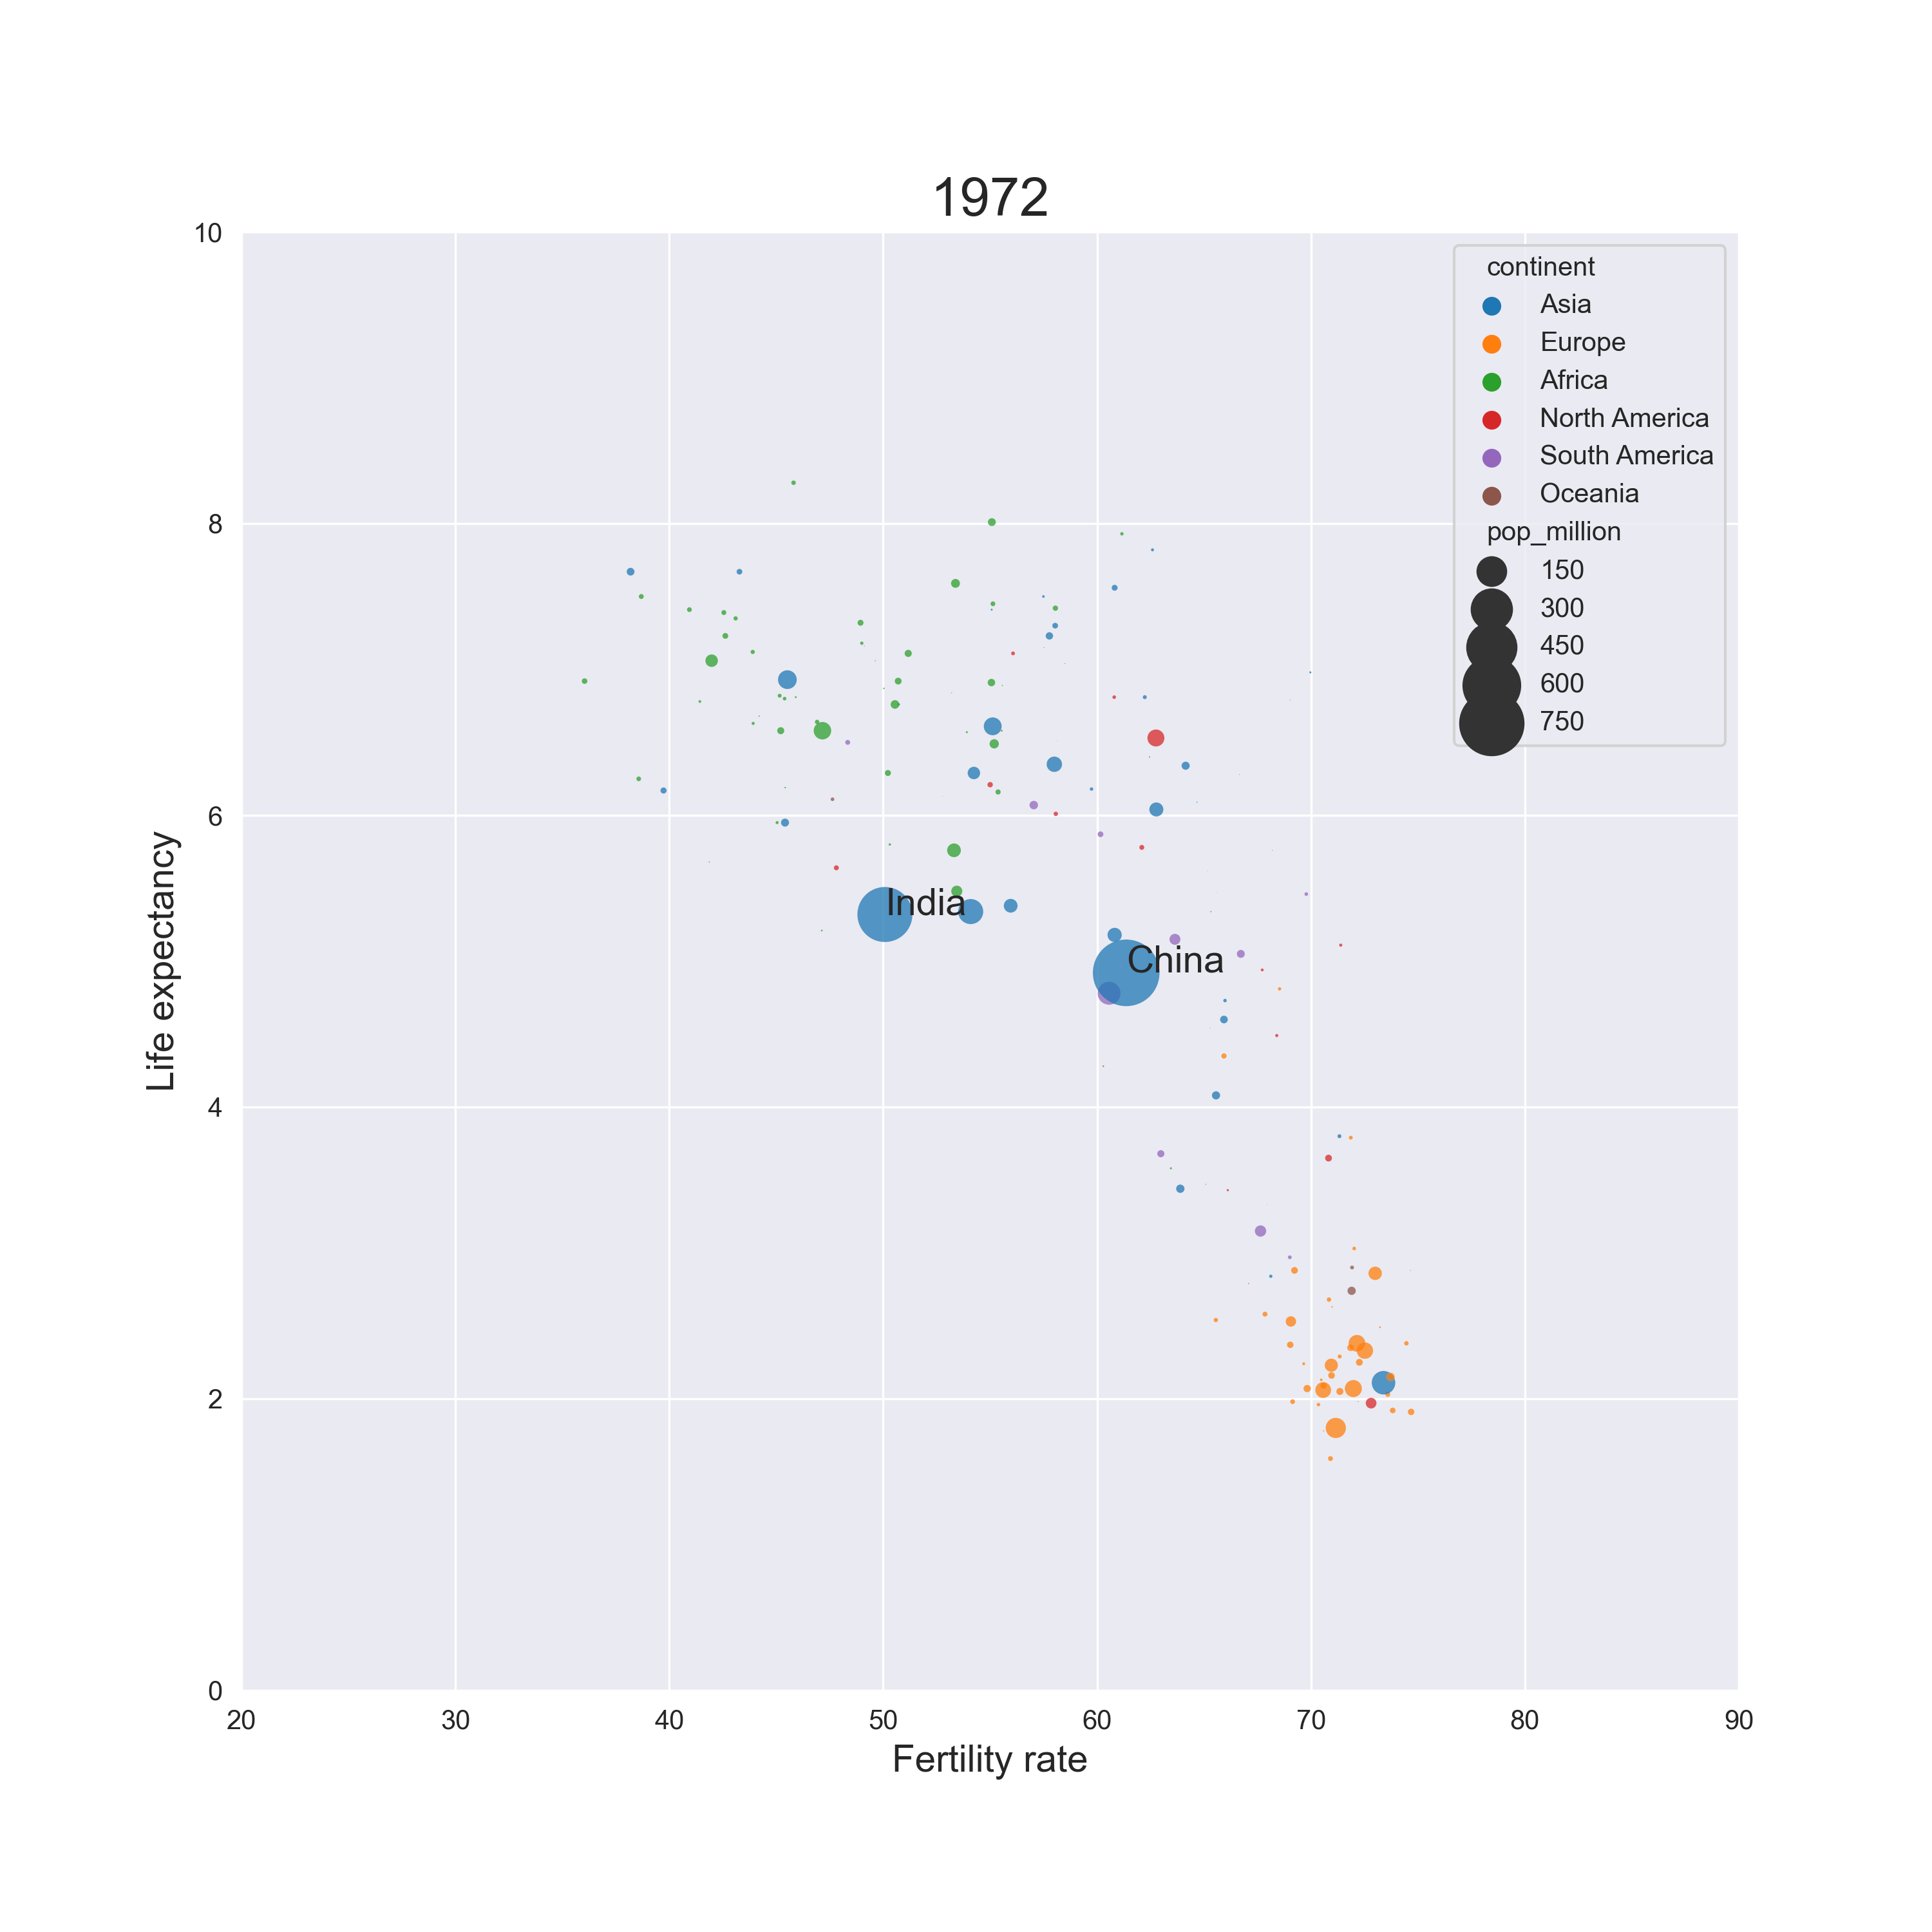 1972
10
8
6
4
2
0
Life expectancy
20 30 40 50 60 70 80 90
Fertility rate
India
China
continent
Asia
Europe
Africa
North America
South America
Oceania
pop_million
150
300
450
600
750